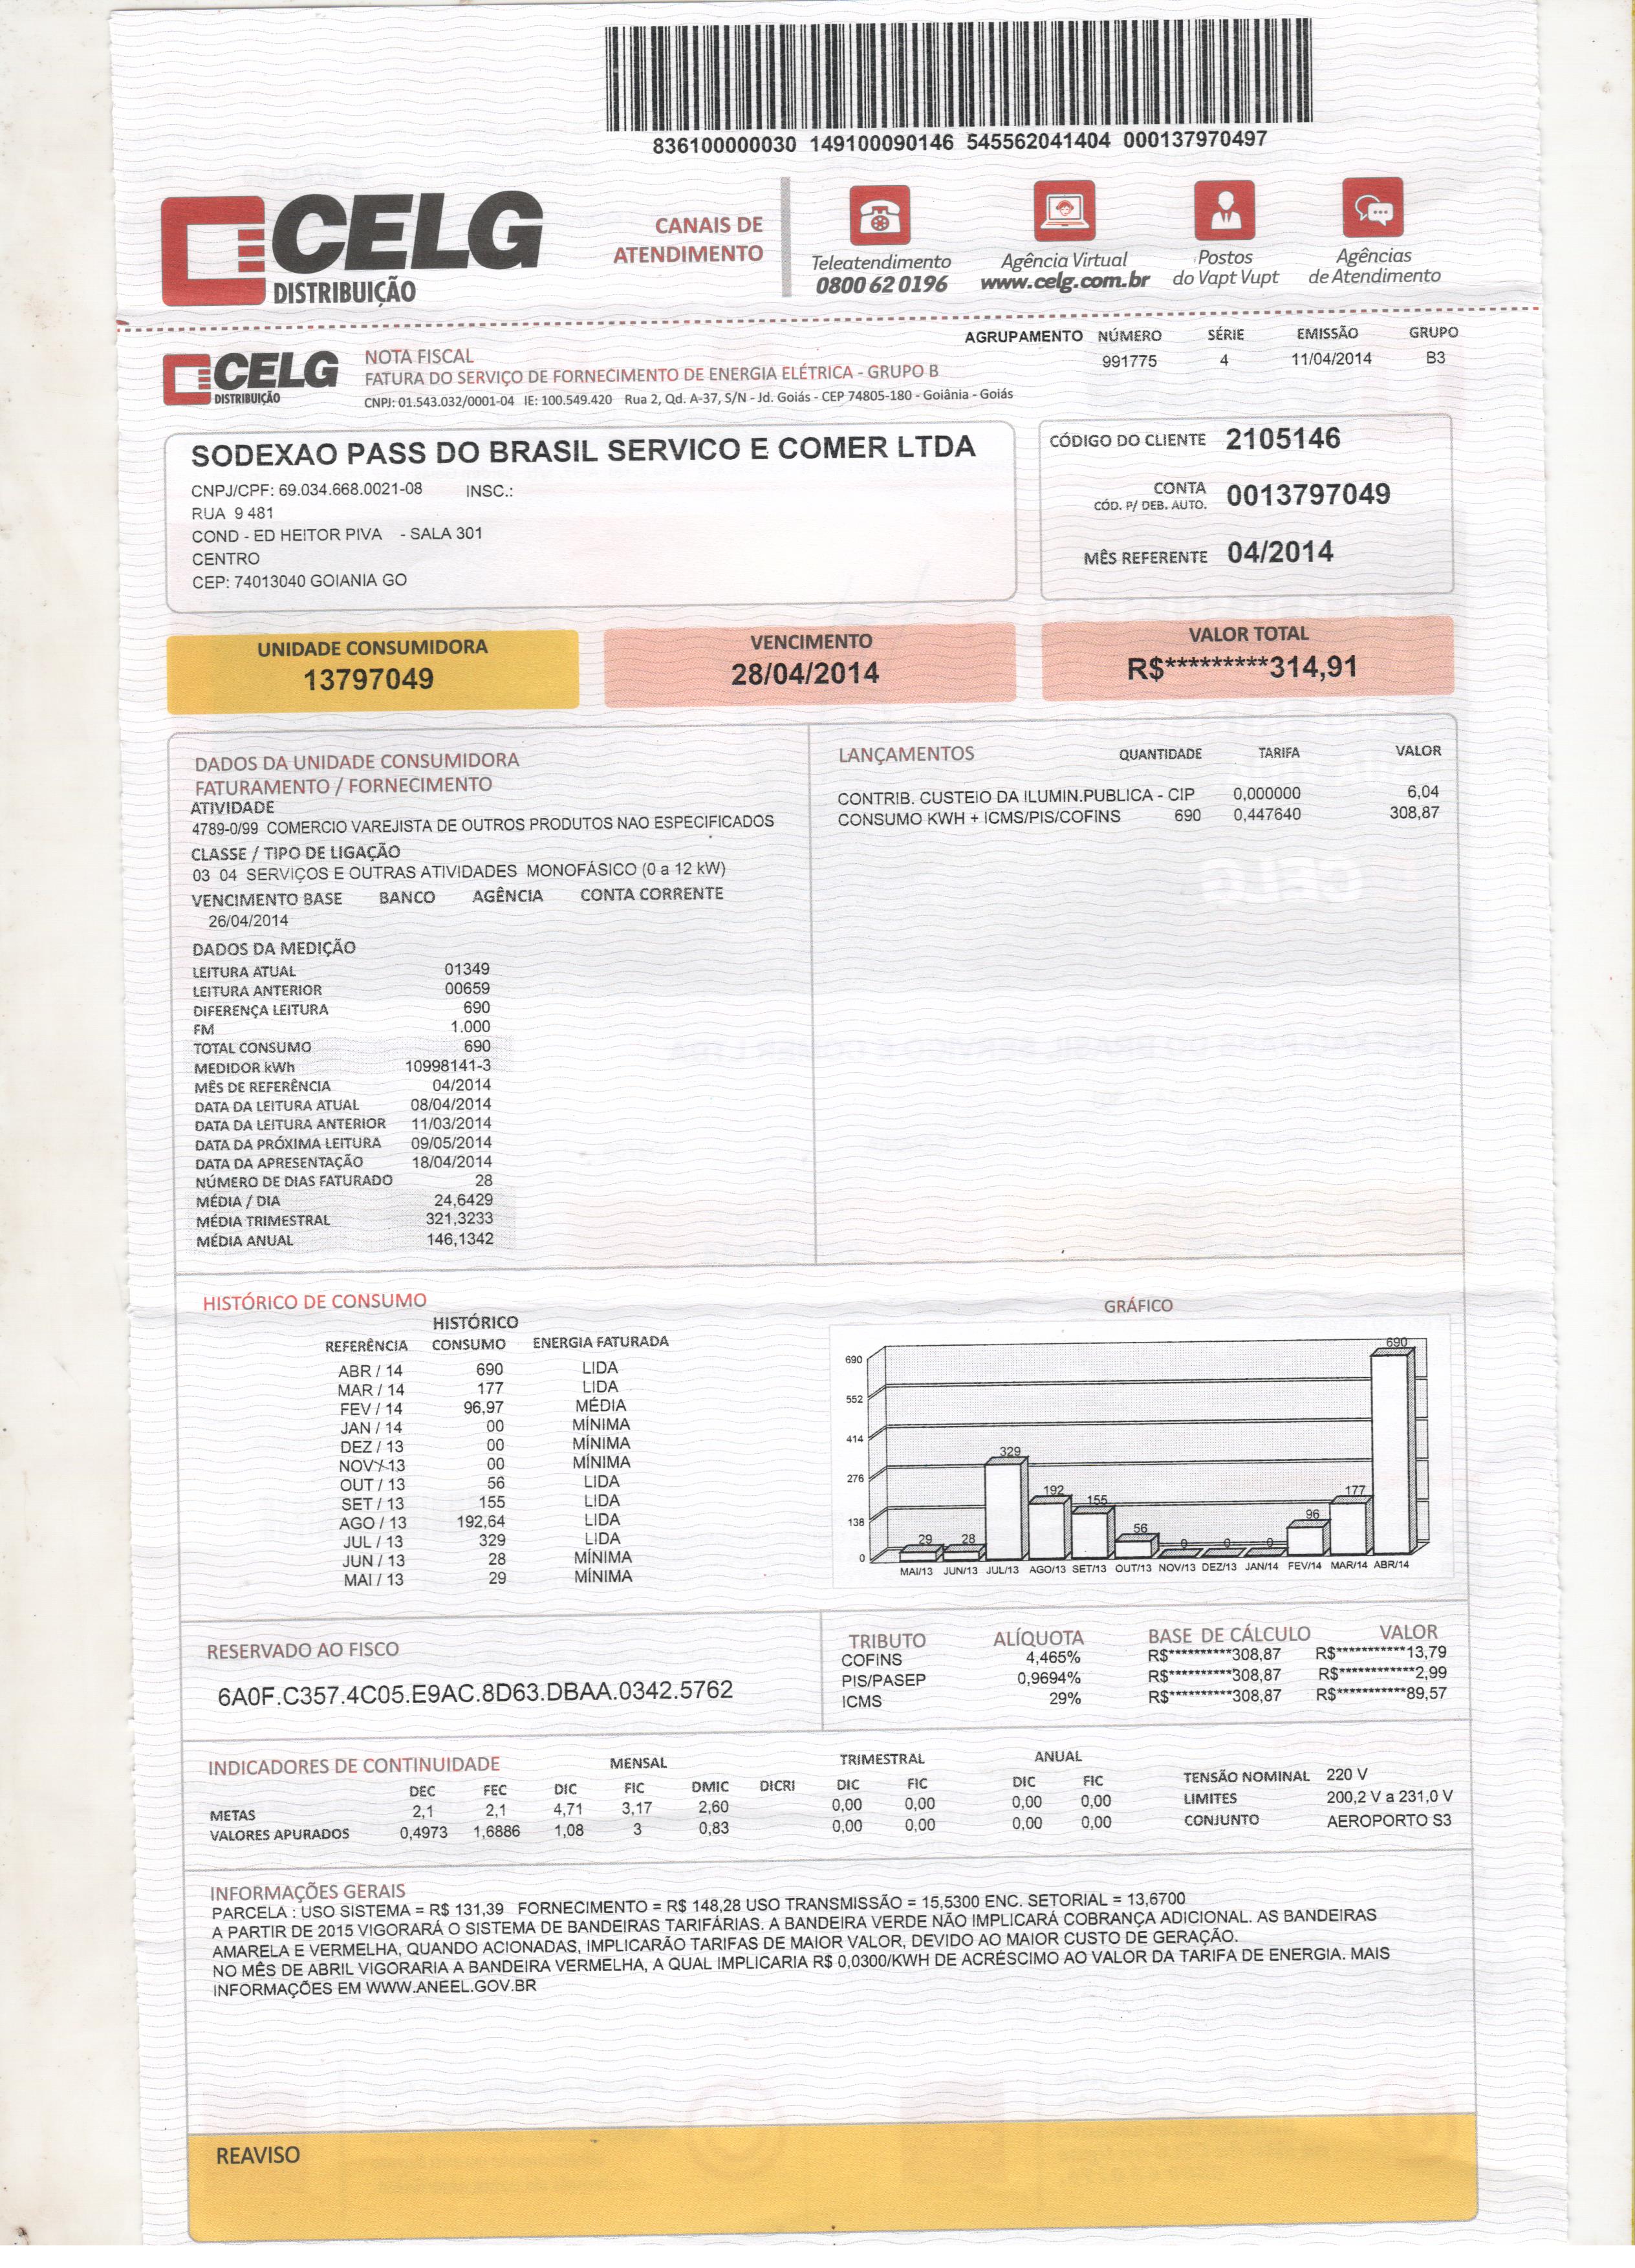 836100000030 149100090146 545562041404 000137970497
CELG
DISTRIBUIÇÃO
CANAIS DE
ATENDIMENTO
Teleatendimento
0800 62 0196
Agência Virtual
www.celg.com.br
Postos
do Vapt Vupt
Agências
de Atendimento
CELG
DISTRIBUIÇÃO
NOTA FISCAL
FATURA DO SERVIÇO DE FORNECIMENTO DE ENERGIA ELÉTRICA - GRUPO B
CNPJ: 01.543.032/0001-04 IE: 100.549.420 Rua 2, Qd. A-37, S/N - Jd. Goiás - CEP 74805-180 - Goiânia - Goiás
AGRUPAMENTO NÚMERO SÉRIE EMISSÃO GRUPO
991775 4 11/04/2014 B3
SODEXAO PASS DO BRASIL SERVICO E COMER LTDA
CNPJ/CPF: 69.034.668.0021-08 INSC.:
RUA 9 481
COND - ED HEITOR PIVA - SALA 301
CENTRO
CEP: 74013040 GOIANIA GO
CÓDIGO DO CLIENTE 2105146
CONTA 0013797049
CÓD. P/ DEB. AUTO.
MÊS REFERENTE 04/2014
UNIDADE CONSUMIDORA
13797049
VENCIMENTO
28/04/2014
VALOR TOTAL
R$*********314,91
DADOS DA UNIDADE CONSUMIDORA
FATURAMENTO / FORNECIMENTO
ATIVIDADE
4789-0/99 COMERCIO VAREJISTA DE OUTROS PRODUTOS NAO ESPECIFICADOS
CLASSE / TIPO DE LIGAÇÃO
03 04 SERVIÇOS E OUTRAS ATIVIDADES MONOFÁSICO (0 a 12 kW)
VENCIMENTO BASE BANCO AGÊNCIA CONTA CORRENTE
26/04/2014
DADOS DA MEDIÇÃO
LEITURA ATUAL 01349
LEITURA ANTERIOR 00659
DIFERENÇA LEITURA 690
FM 1.000
TOTAL CONSUMO 690
MEDIDOR kWh 10998141-3
MÊS DE REFERÊNCIA 04/2014
DATA DA LEITURA ATUAL 08/04/2014
DATA DA LEITURA ANTERIOR 11/03/2014
DATA DA PRÓXIMA LEITURA 09/05/2014
DATA DA APRESENTAÇÃO 18/04/2014
NÚMERO DE DIAS FATURADO 28
MÉDIA / DIA 24,6429
MÉDIA TRIMESTRAL 321,3233
MÉDIA ANUAL 146,1342
LANÇAMENTOS QUANTIDADE TARIFA VALOR
CONTRIB. CUSTEIO DA ILUMIN.PUBLICA - CIP 0,000000 6,04
CONSUMO KWH + ICMS/PIS/COFINS 690 0,447640 308,87
HISTÓRICO DE CONSUMO
HISTÓRICO
REFERÊNCIA CONSUMO ENERGIA FATURADA
ABR / 14 690 LIDA
MAR / 14 177 LIDA
FEV / 14 96,97 MÉDIA
JAN / 14 00 MÍNIMA
DEZ / 13 00 MÍNIMA
NOV / 13 00 MÍNIMA
OUT / 13 56 LIDA
SET / 13 155 LIDA
AGO / 13 192,64 LIDA
JUL / 13 329 LIDA
JUN / 13 28 MÍNIMA
MAI / 13 29 MÍNIMA
GRÁFICO
690
552
414
276
138
0
29 28 329 192 155 56 0 0 0 96 177 690
MAI/13 JUN/13 JUL/13 AGO/13 SET/13 OUT/13 NOV/13 DEZ/13 JAN/14 FEV/14 MAR/14 ABR/14
RESERVADO AO FISCO
6A0F.C357.4C05.E9AC.8D63.DBAA.0342.5762
TRIBUTO ALÍQUOTA BASE DE CÁLCULO VALOR
COFINS 4,465% R$**********308,87 R$***********13,79
PIS/PASEP 0,9694% R$**********308,87 R$************2,99
ICMS 29% R$**********308,87 R$***********89,57
INDICADORES DE CONTINUIDADE MENSAL TRIMESTRAL ANUAL
DEC FEC DIC FIC DMIC DICRI DIC FIC DIC FIC
METAS 2,1 2,1 4,71 3,17 2,60 0,00 0,00 0,00 0,00
VALORES APURADOS 0,4973 1,6886 1,08 3 0,83 0,00 0,00 0,00 0,00
TENSÃO NOMINAL 220 V
LIMITES 200,2 V a 231,0 V
CONJUNTO AEROPORTO S3
INFORMAÇÕES GERAIS
PARCELA : USO SISTEMA = R$ 131,39 FORNECIMENTO = R$ 148,28 USO TRANSMISSÃO = 15,5300 ENC. SETORIAL = 13,6700
A PARTIR DE 2015 VIGORARÁ O SISTEMA DE BANDEIRAS TARIFÁRIAS. A BANDEIRA VERDE NÃO IMPLICARÁ COBRANÇA ADICIONAL. AS BANDEIRAS
AMARELA E VERMELHA, QUANDO ACIONADAS, IMPLICARÃO TARIFAS DE MAIOR VALOR, DEVIDO AO MAIOR CUSTO DE GERAÇÃO.
NO MÊS DE ABRIL VIGORARIA A BANDEIRA VERMELHA, A QUAL IMPLICARIA R$ 0,0300/KWH DE ACRÉSCIMO AO VALOR DA TARIFA DE ENERGIA. MAIS
INFORMAÇÕES EM WWW.ANEEL.GOV.BR
REAVISO